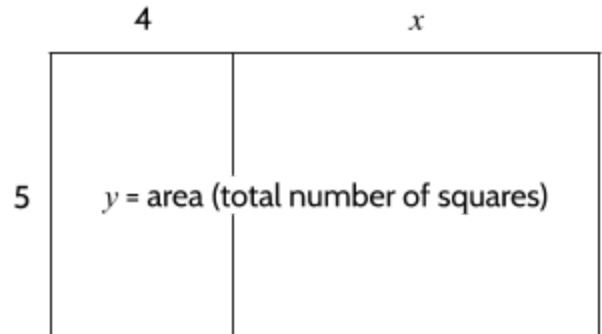 4 x
5 y = area (total number of squares)